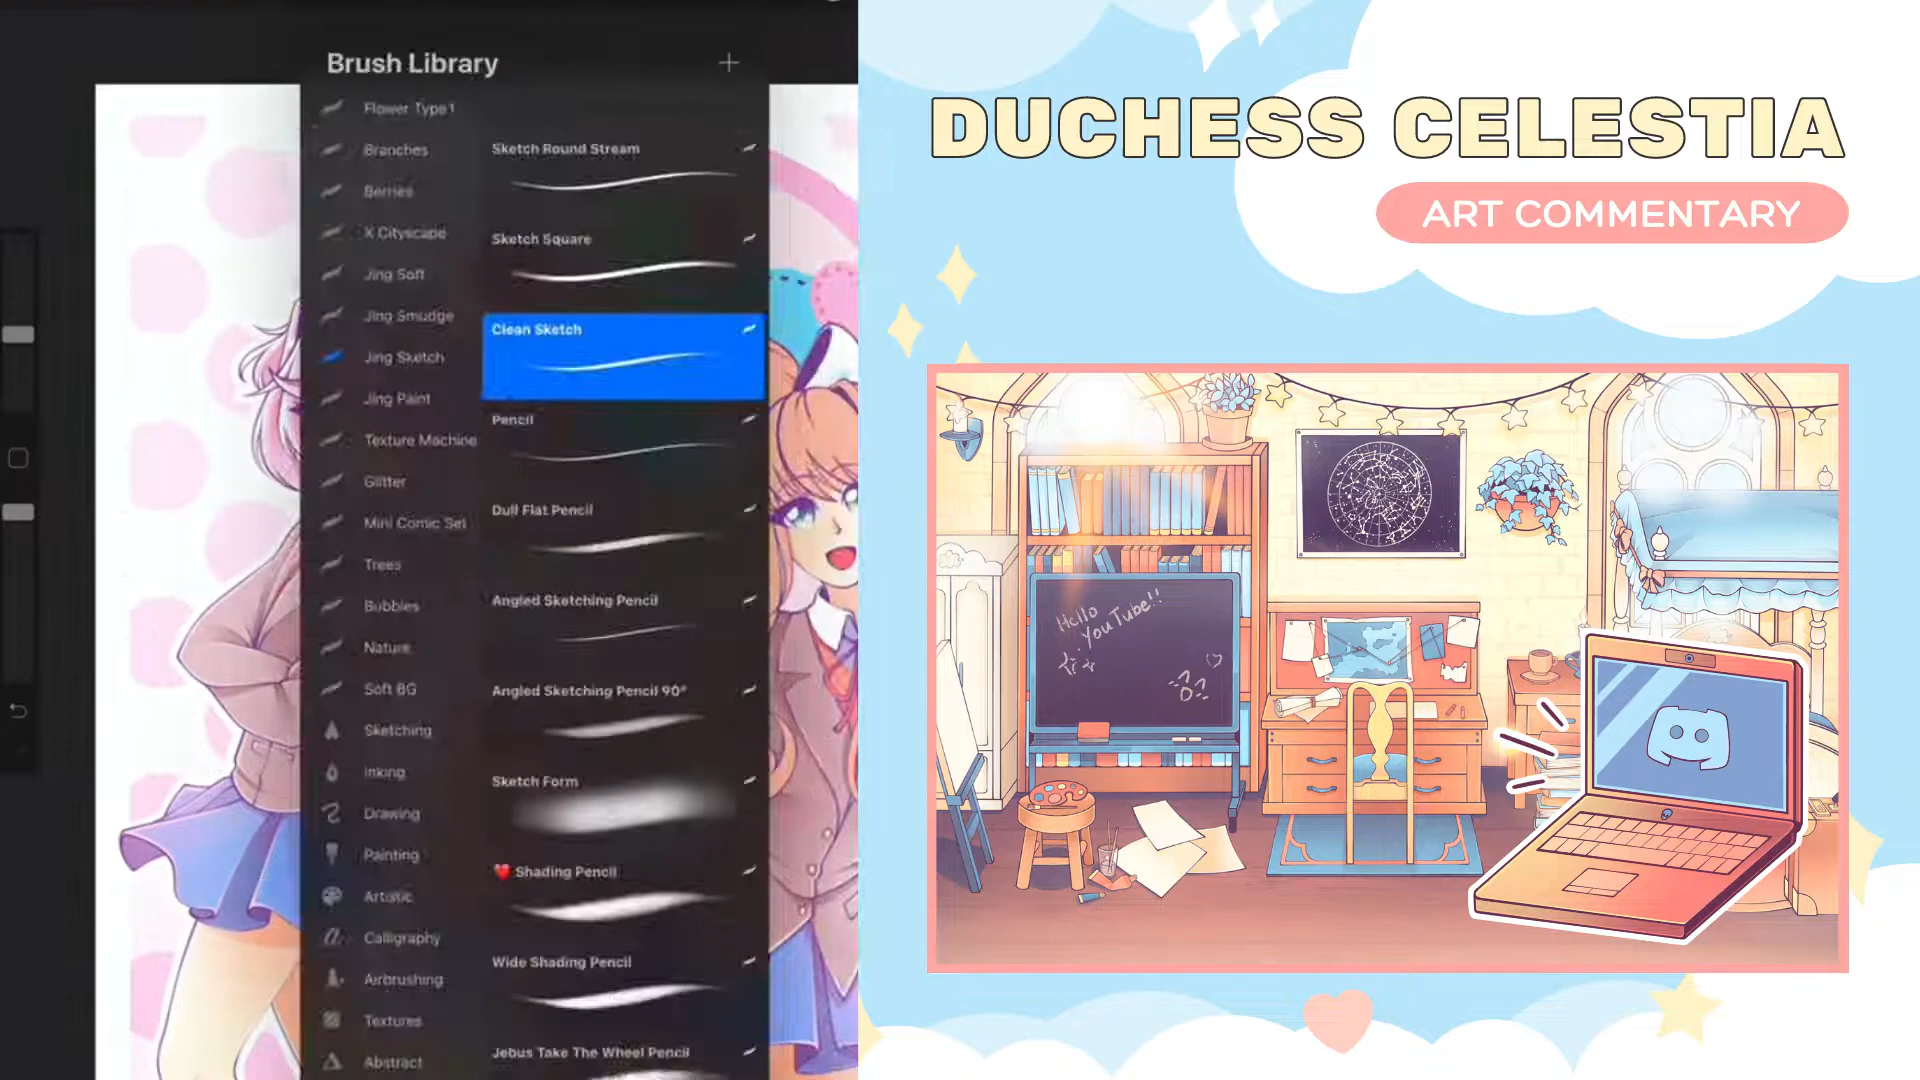 Brush Library
Flower Type1
Branches
Berries
X Cityscape
Jing Soft
Jing Smudge
Jing Sketch
Jing Paint
Texture Machine
Glitter
Mini Comic Set
Trees
Bubbles
Nature
Soft BG
Sketching
Inking
Drawing
Painting
Artistic
Calligraphy
Airbrushing
Textures
Abstract
Sketch Round Stream
Sketch Square
Clean Sketch
Pencil
Dull Flat Pencil
Angled Sketching Pencil
Angled Sketching Pencil 90°
Sketch Form
❤️ Shading Pencil
Wide Shading Pencil
Jebus Take The Wheel Pencil
DUCHESS CELESTIA
ART COMMENTARY
Hello
YouTube!!